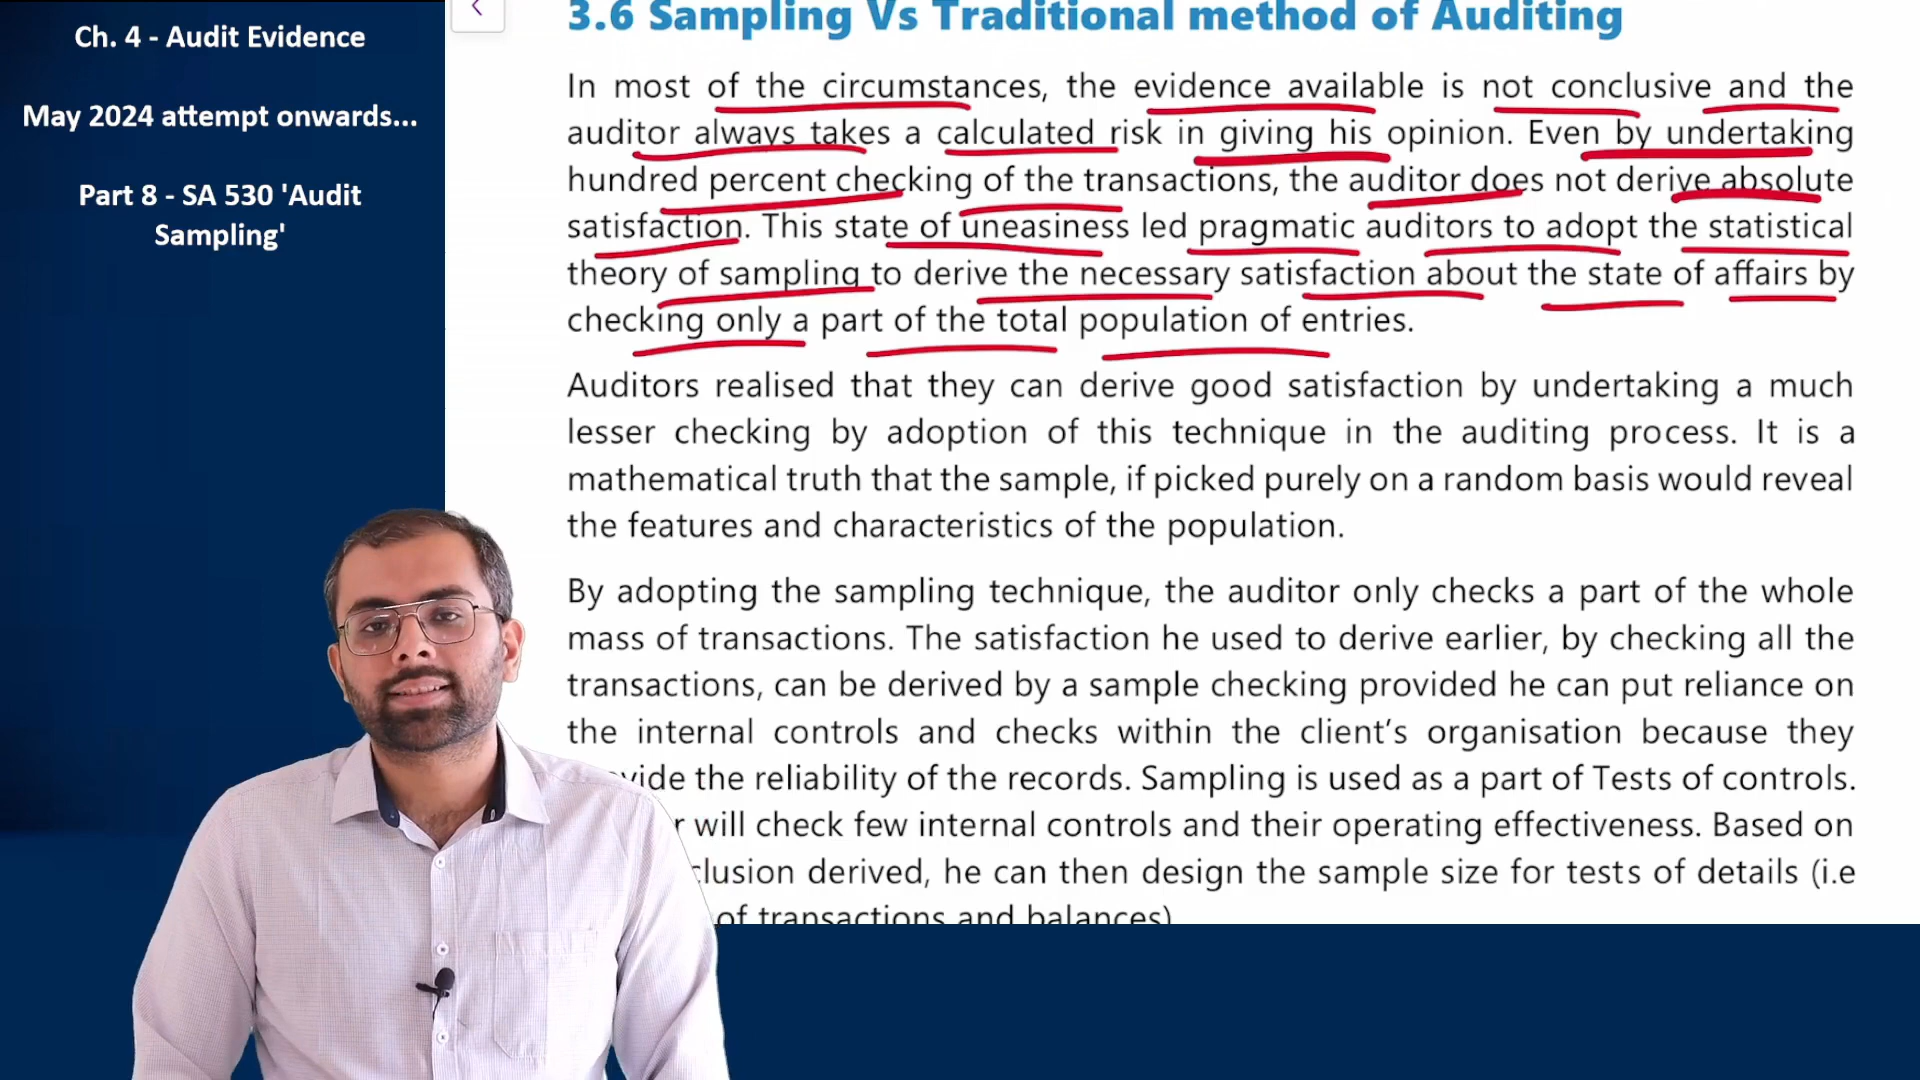 Ch. 4 - Audit Evidence
May 2024 attempt onwards...
Part 8 - SA 530 'Audit
Sampling'
3.6 Sampling Vs Traditional method of Auditing
In most of the circumstances, the evidence available is not conclusive and the
auditor always takes a calculated risk in giving his opinion. Even by undertaking
hundred percent checking of the transactions, the auditor does not derive absolute
satisfaction. This state of uneasiness led pragmatic auditors to adopt the statistical
theory of sampling to derive the necessary satisfaction about the state of affairs by
checking only a part of the total population of entries.
Auditors realised that they can derive good satisfaction by undertaking a much
lesser checking by adoption of this technique in the auditing process. It is a
mathematical truth that the sample, if picked purely on a random basis would reveal
the features and characteristics of the population.
By adopting the sampling technique, the auditor only checks a part of the whole
mass of transactions. The satisfaction he used to derive earlier, by checking all the
transactions, can be derived by a sample checking provided he can put reliance on
the internal controls and checks within the client’s organisation because they
the reliability of the records. Sampling is used as a part of Tests of controls.
will check few internal controls and their operating effectiveness. Based on
derived, he can then design the sample size for tests of details (i.e
of transactions and balances)